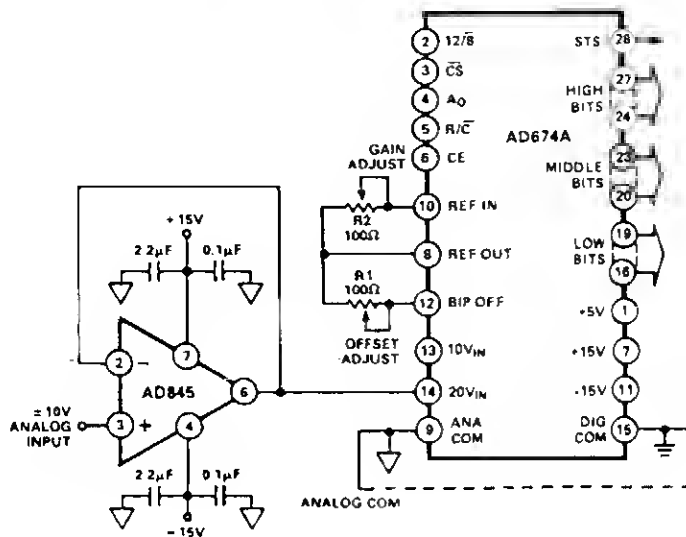 2 12/8̅ STS 28
3 C̅S̅ 27
HIGH BITS
4 A0 24
5 R/C̅ AD674A
6 CE 23
GAIN ADJUST
MIDDLE BITS
20
R2 100Ω 10 REF IN 19
LOW BITS
8 REF OUT 16
+15V
2.2μF 0.1μF
R1 100Ω 12 BIP OFF +5V 1
OFFSET ADJUST
13 10VIN +15V 7
2 − 7
AD845 6 14 20VIN -15V 11
±10V ANALOG INPUT 3 + 4
9 ANA COM DIG COM 15
2.2μF 0.1μF
ANALOG COM
−15V